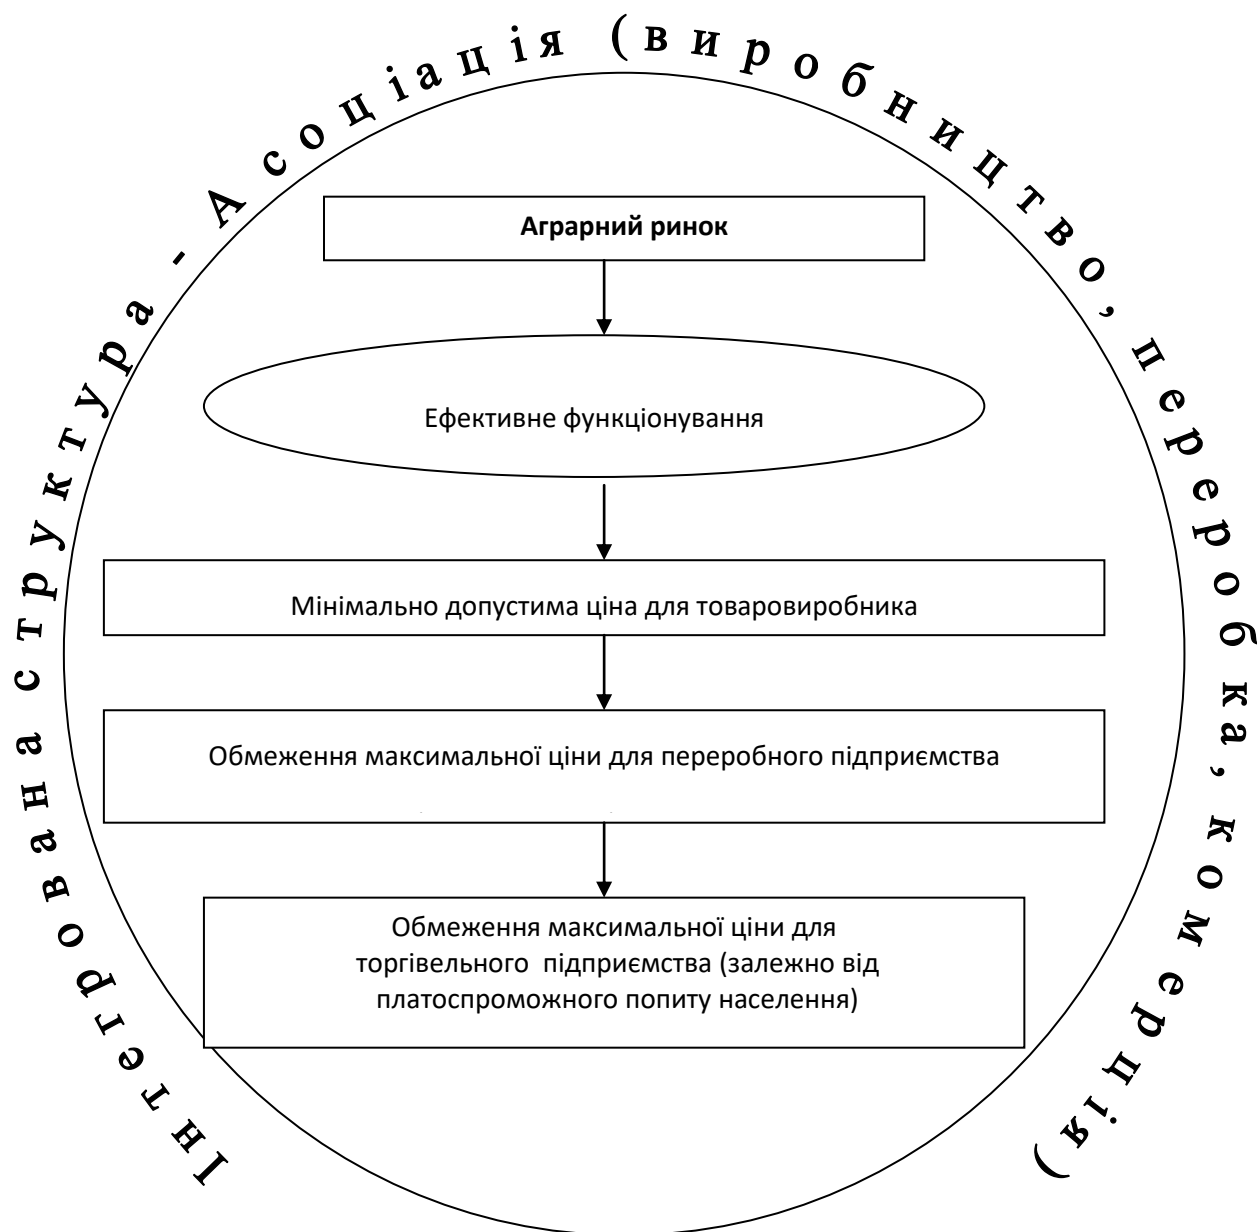 Інтегрована структура - Асоціація (виробництво, переробка, комерція)
Аграрний ринок
Ефективне функціонування
Мінімально допустима ціна для товаровиробника
Обмеження максимальної ціни для переробного підприємства
Обмеження максимальної ціни для
торгівельного підприємства (залежно від
платоспроможного попиту населення)